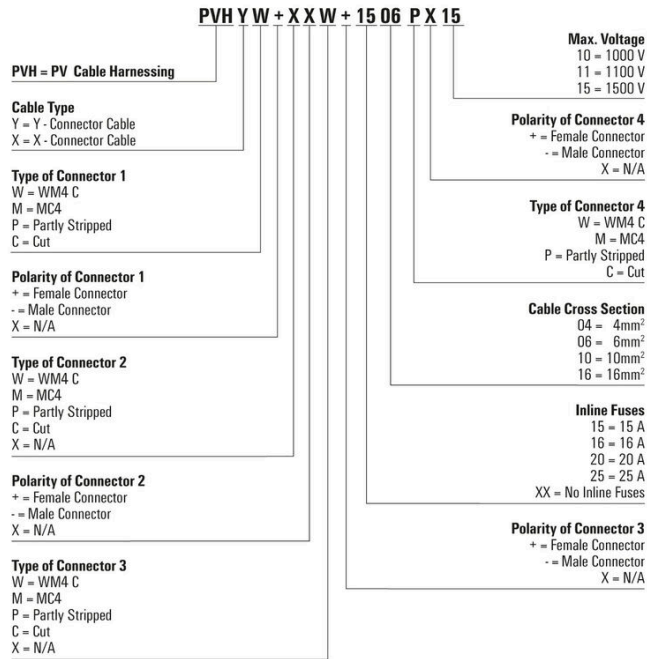 PVH Y W + X X W + 15 06 P X 15
PVH = PV Cable Harnessing
Cable Type
Y = Y - Connector Cable
X = X - Connector Cable
Type of Connector 1
W = WM4 C
M = MC4
P = Partly Stripped
C = Cut
Polarity of Connector 1
+ = Female Connector
- = Male Connector
X = N/A
Type of Connector 2
W = WM4 C
M = MC4
P = Partly Stripped
C = Cut
X = N/A
Polarity of Connector 2
+ = Female Connector
- = Male Connector
X = N/A
Type of Connector 3
W = WM4 C
M = MC4
P = Partly Stripped
C = Cut
X = N/A
Max. Voltage
10 = 1000 V
11 = 1100 V
15 = 1500 V
Polarity of Connector 4
+ = Female Connector
- = Male Connector
X = N/A
Type of Connector 4
W = WM4 C
M = MC4
P = Partly Stripped
C = Cut
Cable Cross Section
04 = 4mm²
06 = 6mm²
10 = 10mm²
16 = 16mm²
Inline Fuses
15 = 15 A
16 = 16 A
20 = 20 A
25 = 25 A
XX = No Inline Fuses
Polarity of Connector 3
+ = Female Connector
- = Male Connector
X = N/A